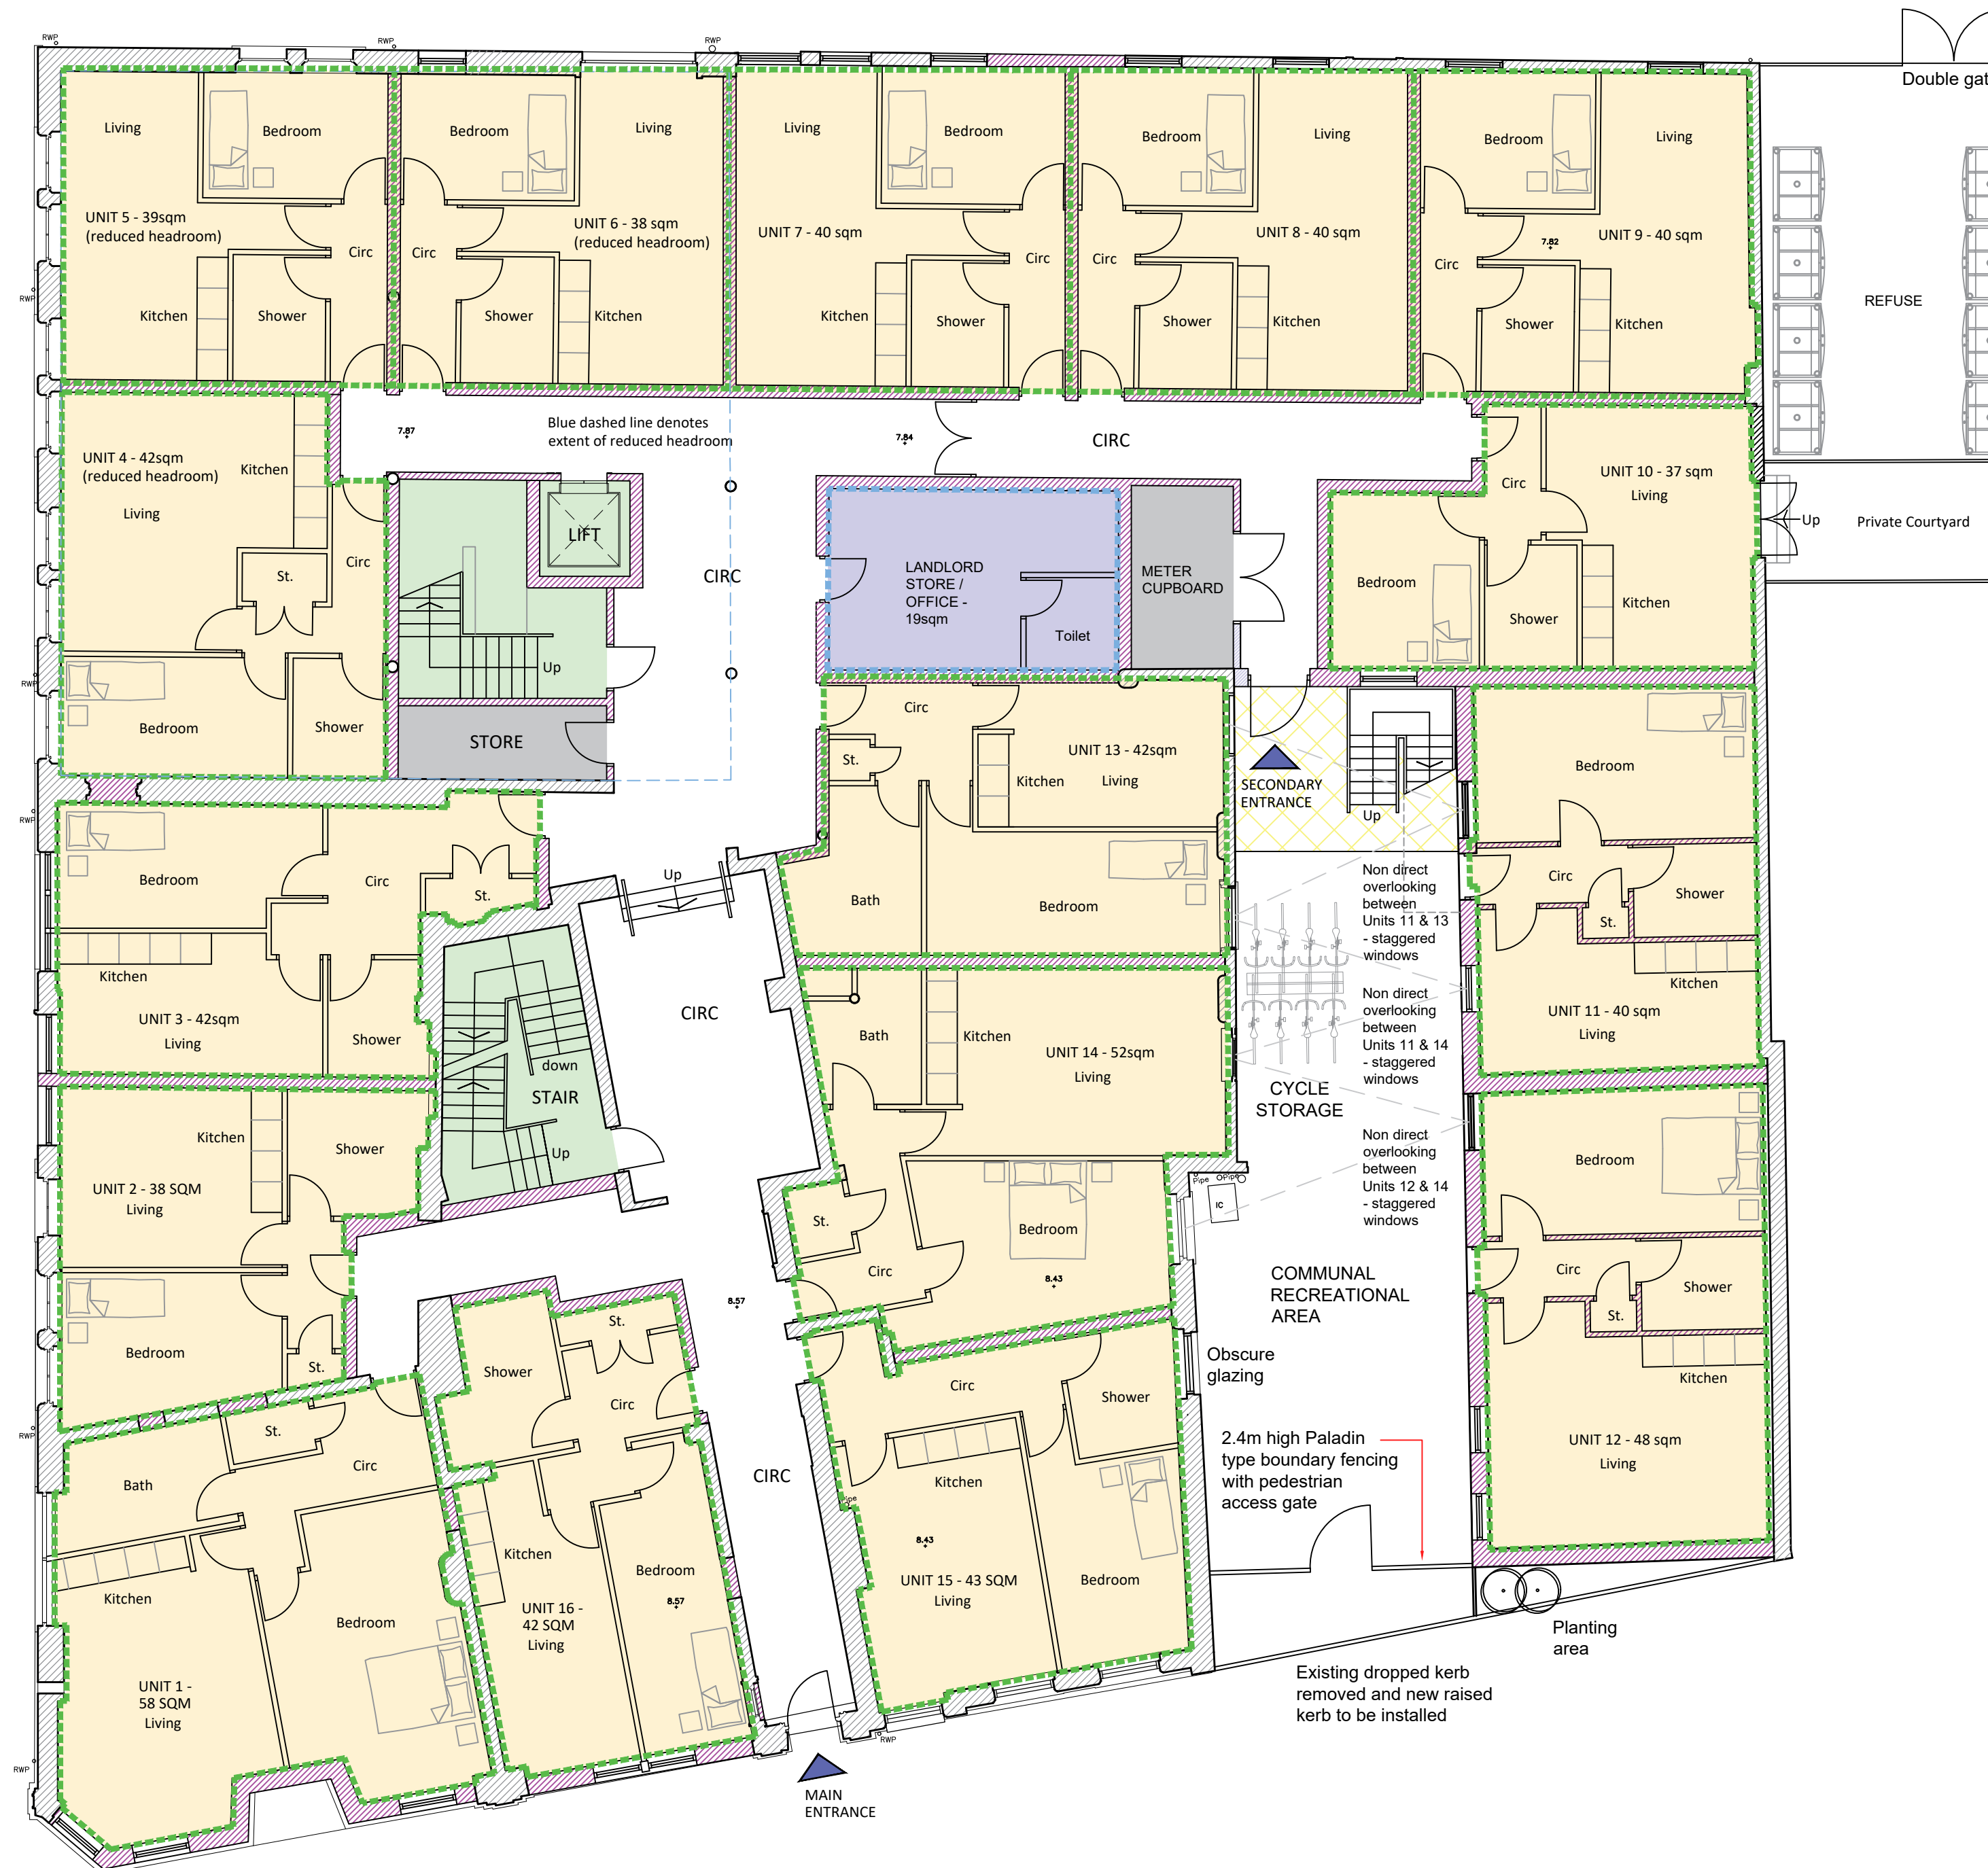 RWP
RWP
RWP
Double gat
Living
Bedroom
Bedroom
Living
Living
Bedroom
Bedroom
Living
Bedroom
Living
UNIT 5 - 39sqm
(reduced headroom)
UNIT 6 - 38 sqm
(reduced headroom)
UNIT 7 - 40 sqm
UNIT 8 - 40 sqm
UNIT 9 - 40 sqm
7.82
Circ
Circ
Circ
Circ
Circ
RWP
Kitchen
Shower
Shower
Kitchen
Kitchen
Shower
Shower
Kitchen
Shower
Kitchen
REFUSE
Blue dashed line denotes
extent of reduced headroom
7.87
7.84
CIRC
UNIT 4 - 42sqm
(reduced headroom)
Kitchen
Living
Circ
St.
LIFT
CIRC
LANDLORD
STORE /
OFFICE -
19sqm
Toilet
METER
CUPBOARD
UNIT 10 - 37 sqm
Living
Circ
Up
Private Courtyard
Bedroom
Shower
Kitchen
Up
RWP
Bedroom
Shower
STORE
Circ
St.
UNIT 13 - 42sqm
Kitchen
Living
SECONDARY
ENTRANCE
Up
Bedroom
RWP
Bedroom
Circ
St.
Up
Bath
Bedroom
Non direct
overlooking
between
Units 11 & 13
- staggered
windows
Circ
St.
Shower
Kitchen
Kitchen
UNIT 3 - 42sqm
Living
Shower
CIRC
Bath
Kitchen
UNIT 14 - 52sqm
Living
Non direct
overlooking
between
Units 11 & 14
- staggered
windows
UNIT 11 - 40 sqm
Living
down
STAIR
Up
CYCLE
STORAGE
Kitchen
Shower
UNIT 2 - 38 SQM
Living
Non direct
overlooking
between
Units 12 & 14
- staggered
windows
Bedroom
Pipe
Pipe
IC
St.
Bedroom
Circ
8.43
8.57
COMMUNAL
RECREATIONAL
AREA
Circ
Shower
St.
Bedroom
St.
St.
Shower
Circ
Circ
Shower
Obscure
glazing
Kitchen
RWP
St.
Bath
Circ
CIRC
Kitchen
Pipe
2.4m high Paladin
type boundary fencing
with pedestrian
access gate
UNIT 12 - 48 sqm
Living
Kitchen
Kitchen
Bedroom
8.57
8.43
UNIT 15 - 43 SQM
Living
Bedroom
Bedroom
UNIT 16 -
42 SQM
Living
UNIT 1 -
58 SQM
Living
Planting
area
Existing dropped kerb
removed and new raised
kerb to be installed
RWP
RWP
MAIN
ENTRANCE